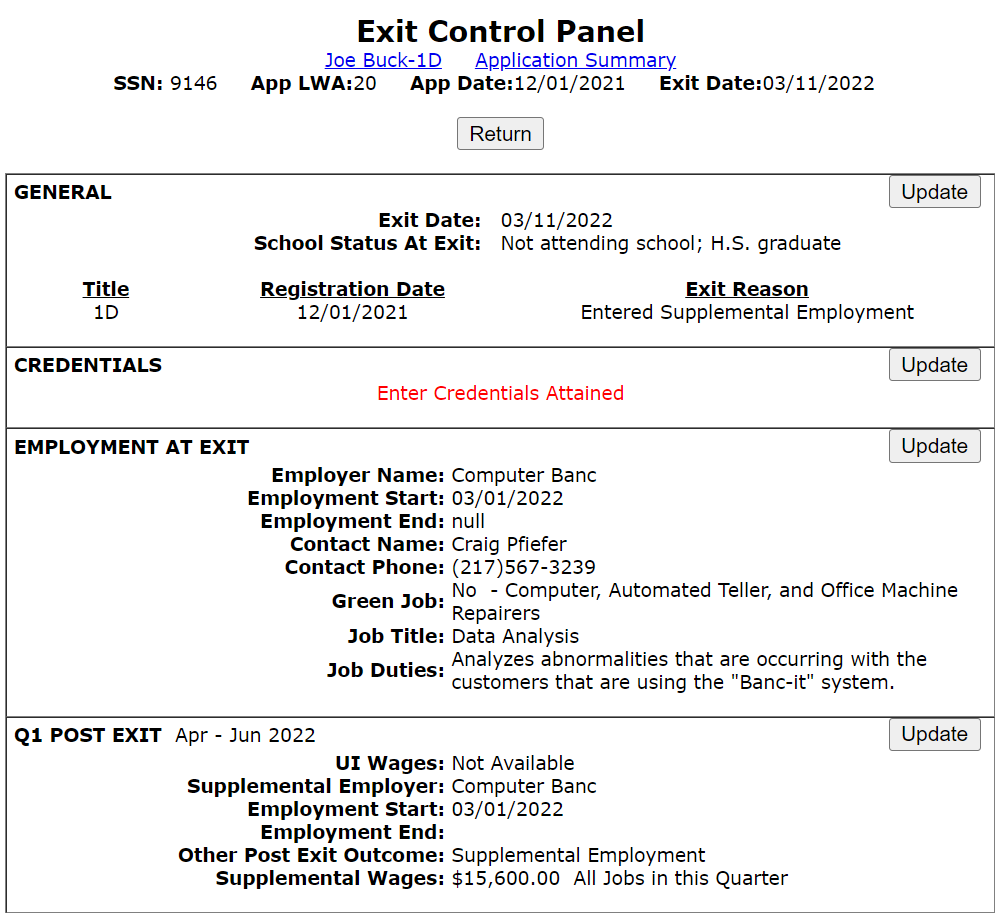 Exit Control Panel
Joe Buck-1D Application Summary
SSN: 9146 App LWA:20 App Date:12/01/2021 Exit Date:03/11/2022
Return
GENERAL Update
Exit Date: 03/11/2022
School Status At Exit: Not attending school; H.S. graduate
Title Registration Date Exit Reason
1D 12/01/2021 Entered Supplemental Employment
CREDENTIALS Update
Enter Credentials Attained
EMPLOYMENT AT EXIT Update
Employer Name: Computer Banc
Employment Start: 03/01/2022
Employment End: null
Contact Name: Craig Pfiefer
Contact Phone: (217)567-3239
Green Job: No - Computer, Automated Teller, and Office Machine
Repairers
Job Title: Data Analysis
Job Duties: Analyzes abnormalities that are occurring with the
customers that are using the "Banc-it" system.
Q1 POST EXIT Apr - Jun 2022 Update
UI Wages: Not Available
Supplemental Employer: Computer Banc
Employment Start: 03/01/2022
Employment End:
Other Post Exit Outcome: Supplemental Employment
Supplemental Wages: $15,600.00 All Jobs in this Quarter